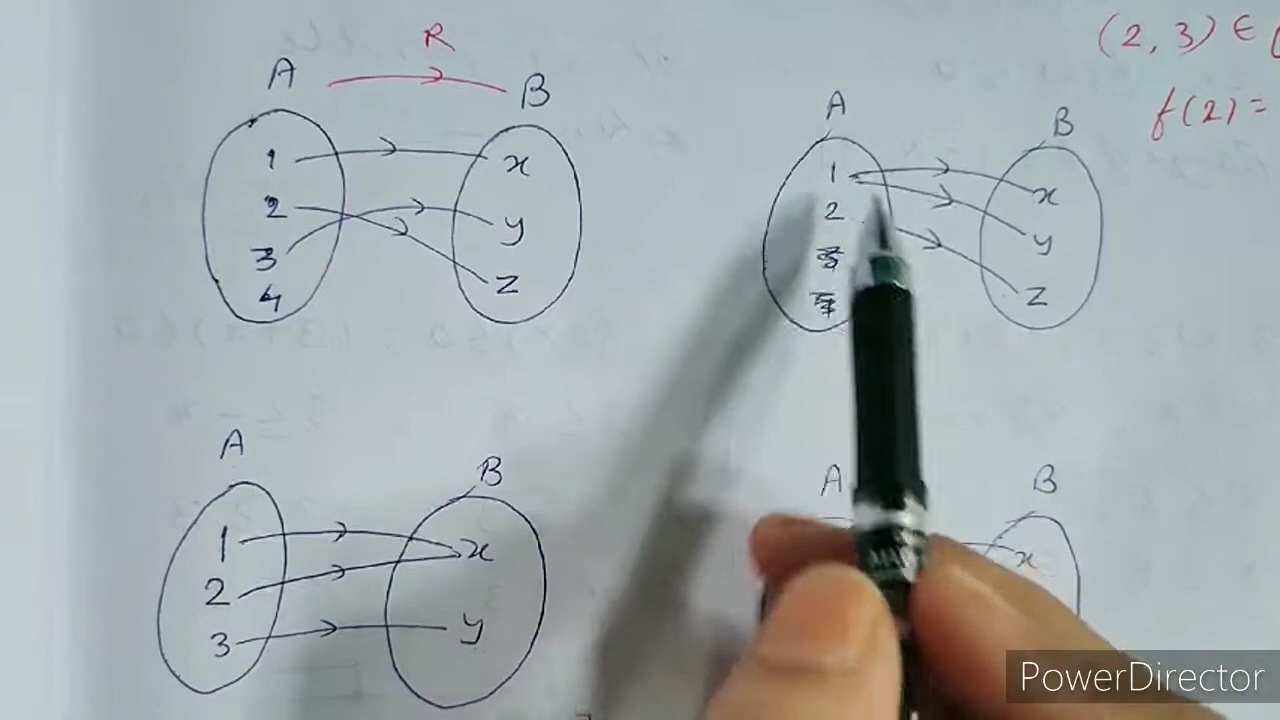 R
A B
1 x
2 y
3 z
4
(2, 3) ∈
f(2) =
A B
1 x
2 y
z
A B
1 x
2 y
3
A B
x
PowerDirector